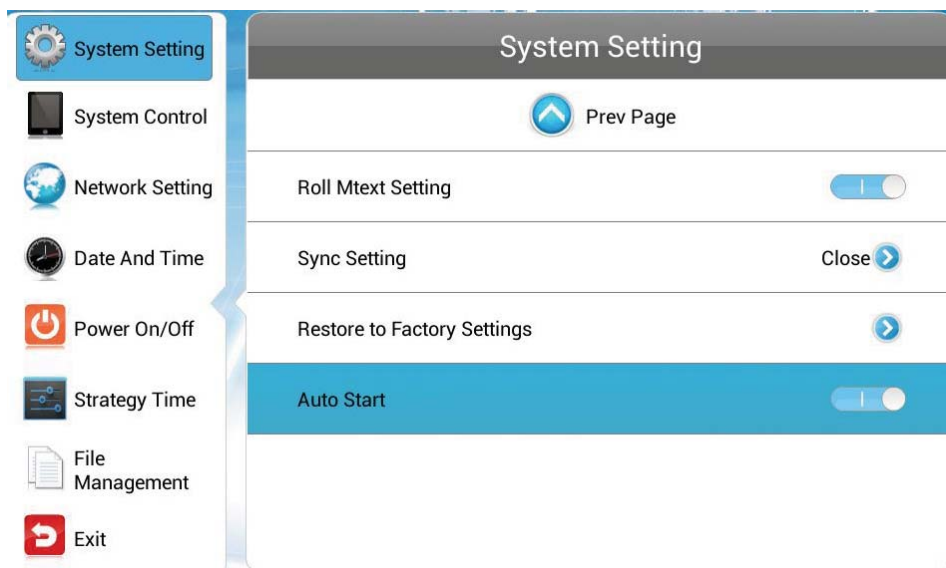 System Setting
System Control
Network Setting
Date And Time
Power On/Off
Strategy Time
File
Management
Exit
System Setting
Prev Page
Roll Mtext Setting
Sync Setting
Close
Restore to Factory Settings
Auto Start